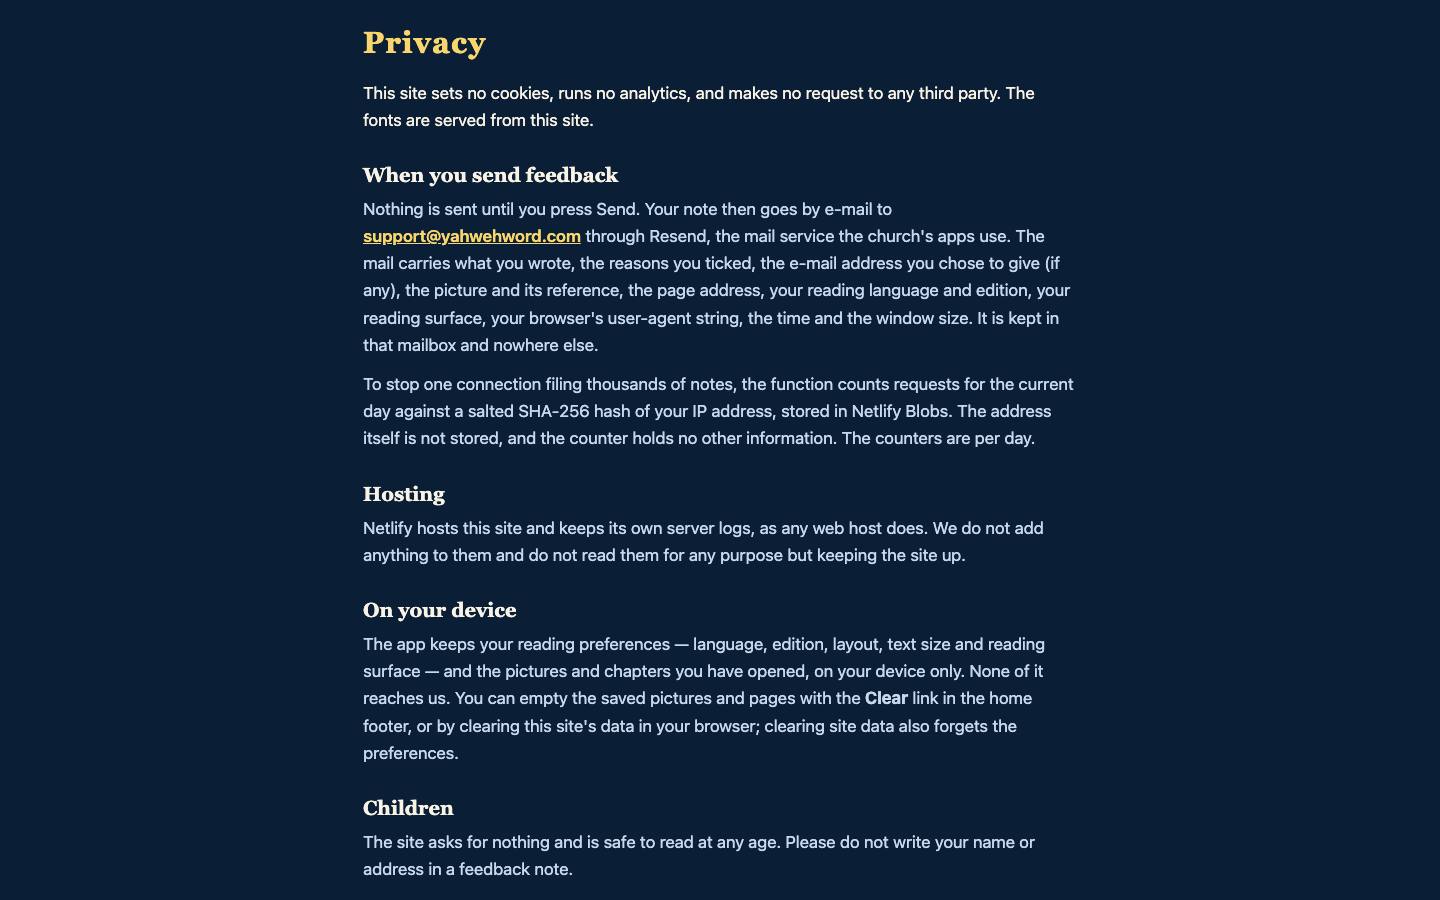 Privacy
This site sets no cookies, runs no analytics, and makes no request to any third party. The
fonts are served from this site.
When you send feedback
Nothing is sent until you press Send. Your note then goes by e-mail to
support@yahwehword.com through Resend, the mail service the church's apps use. The
mail carries what you wrote, the reasons you ticked, the e-mail address you chose to give (if
any), the picture and its reference, the page address, your reading language and edition, your
reading surface, your browser's user-agent string, the time and the window size. It is kept in
that mailbox and nowhere else.
To stop one connection filing thousands of notes, the function counts requests for the current
day against a salted SHA-256 hash of your IP address, stored in Netlify Blobs. The address
itself is not stored, and the counter holds no other information. The counters are per day.
Hosting
Netlify hosts this site and keeps its own server logs, as any web host does. We do not add
anything to them and do not read them for any purpose but keeping the site up.
On your device
The app keeps your reading preferences — language, edition, layout, text size and reading
surface — and the pictures and chapters you have opened, on your device only. None of it
reaches us. You can empty the saved pictures and pages with the Clear link in the home
footer, or by clearing this site's data in your browser; clearing site data also forgets the
preferences.
Children
The site asks for nothing and is safe to read at any age. Please do not write your name or
address in a feedback note.